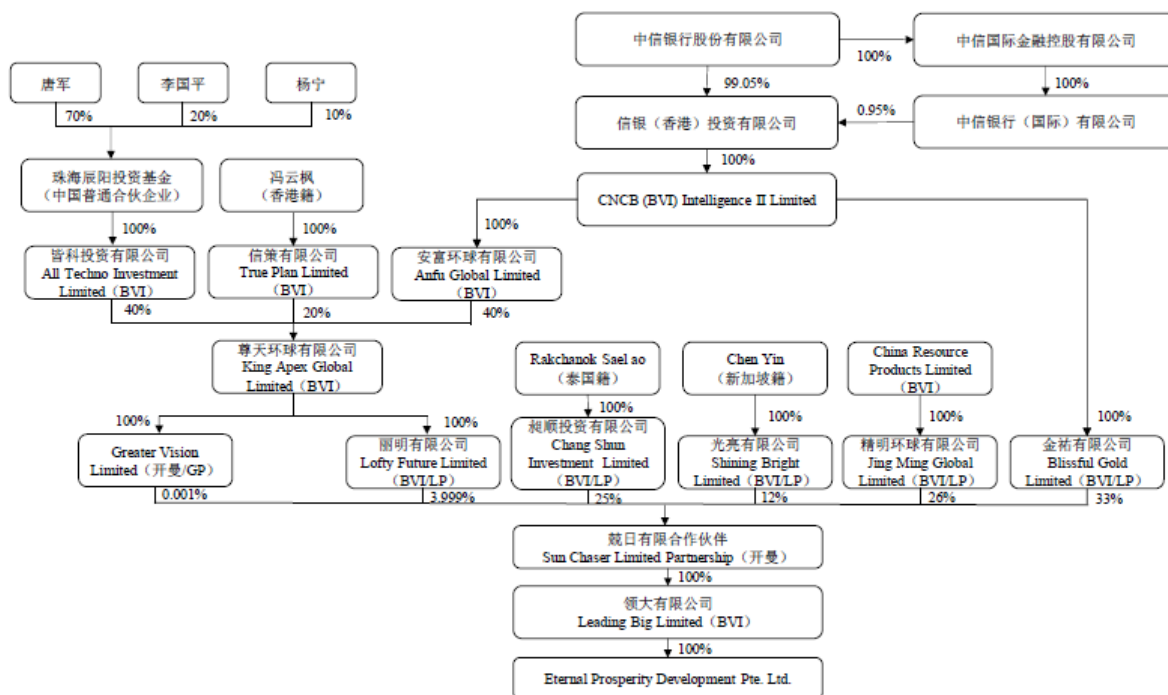 中信银行股份有限公司
100%
中信国际金融控股有限公司
唐军
李国平
杨宁
70%
20%
10%
99.05%
100%
信银（香港）投资有限公司
0.95%
中信银行（国际）有限公司
100%
珠海辰阳投资基金
（中国普通合伙企业）
冯云枫
（香港籍）
CNCB (BVI) Intelligence II Limited
100%
100%
100%
皆科投资有限公司
All Techno Investment
Limited（BVI）
信策有限公司
True Plan Limited
（BVI）
安富环球有限公司
Anfu Global Limited
（BVI）
40%
20%
40%
尊天环球有限公司
King Apex Global
Limited（BVI）
Rakchanok Sael ao
（泰国籍）
Chen Yin
（新加坡籍）
China Resource
Products Limited
（BVI）
100%
100%
100%
100%
100%
100%
Greater Vision
Limited（开曼/GP）
丽明有限公司
Lofty Future Limited
（BVI/LP）
昶顺投资有限公司
Chang Shun
Investment Limited
（BVI/LP）
光亮有限公司
Shining Bright
Limited（BVI/LP）
精明环球有限公司
Jing Ming Global
Limited（BVI/LP）
金祐有限公司
Blissful Gold
Limited（BVI/LP）
0.001%
3.999%
25%
12%
26%
33%
兢日有限合作伙伴
Sun Chaser Limited Partnership（开曼）
100%
领大有限公司
Leading Big Limited（BVI）
100%
Eternal Prosperity Development Pte. Ltd.